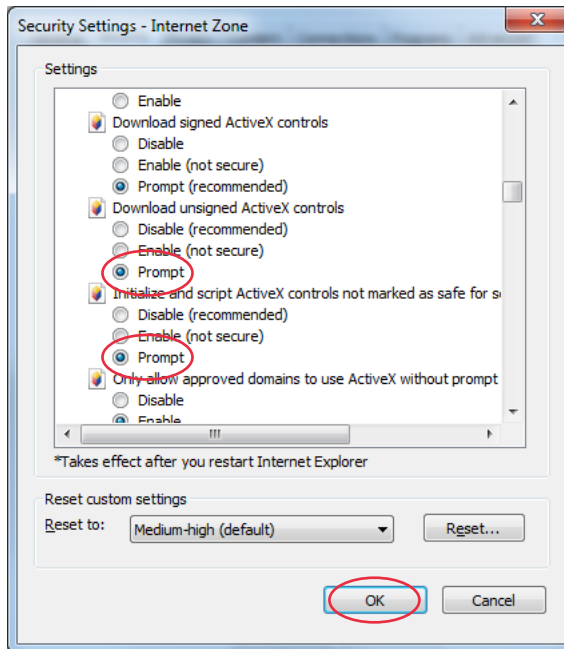 Security Settings - Internet Zone
Settings
Enable
Download signed ActiveX controls
Disable
Enable (not secure)
Prompt (recommended)
Download unsigned ActiveX controls
Disable (recommended)
Enable (not secure)
Prompt
Initialize and script ActiveX controls not marked as safe for s
Disable (recommended)
Enable (not secure)
Prompt
Only allow approved domains to use ActiveX without prompt
Disable
Enable
*Takes effect after you restart Internet Explorer
Reset custom settings
Reset to: Medium-high (default) Reset...
OK Cancel